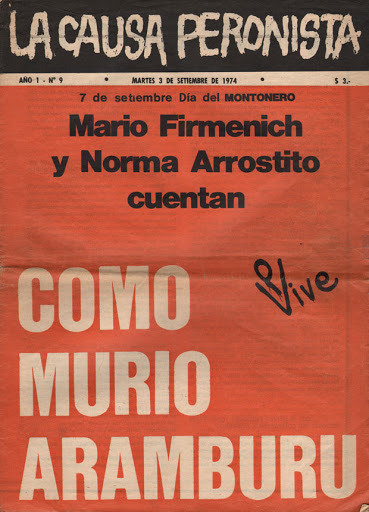 LA CAUSA PERONISTA
AÑO 1 - Nº 9 • MARTES 3 DE SETIEMBRE DE 1974 • $ 3.-
7 de setiembre Día del MONTONERO
Mario Firmenich
y Norma Arrostito
cuentan
Vive
COMO
MURIO
ARAMBURU